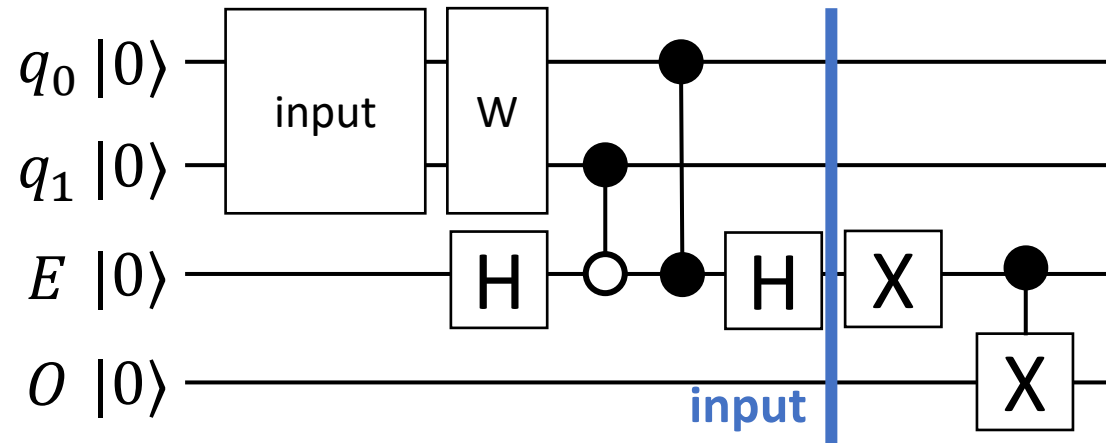 q₀ |0⟩ input W
q₁ |0⟩
E |0⟩ H H X
O |0⟩ X
input